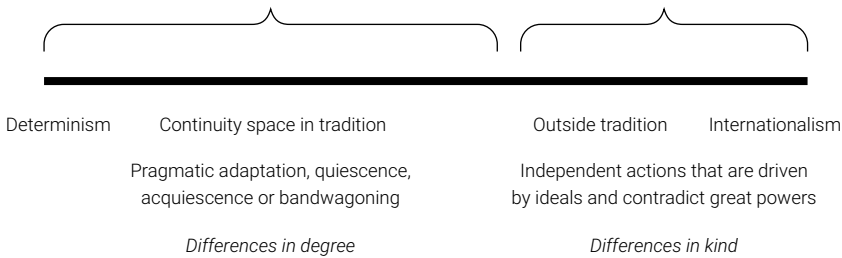 Determinism Continuity space in tradition Outside tradition Internationalism
Pragmatic adaptation, quiescence,
acquiescence or bandwagoning
Independent actions that are driven
by ideals and contradict great powers
Differences in degree
Differences in kind